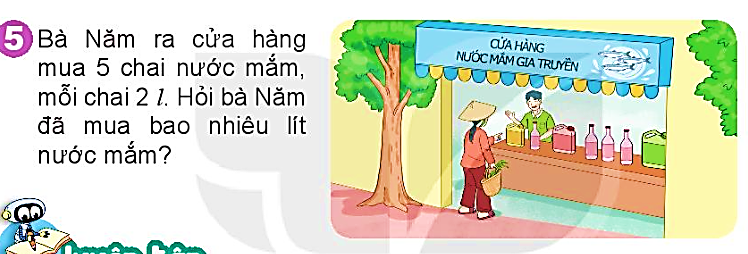 5 Bà Năm ra cửa hàng
mua 5 chai nước mắm,
mỗi chai 2 l. Hỏi bà Năm
đã mua bao nhiêu lít
nước mắm?
CỬA HÀNG
NƯỚC MẮM GIA TRUYỀN